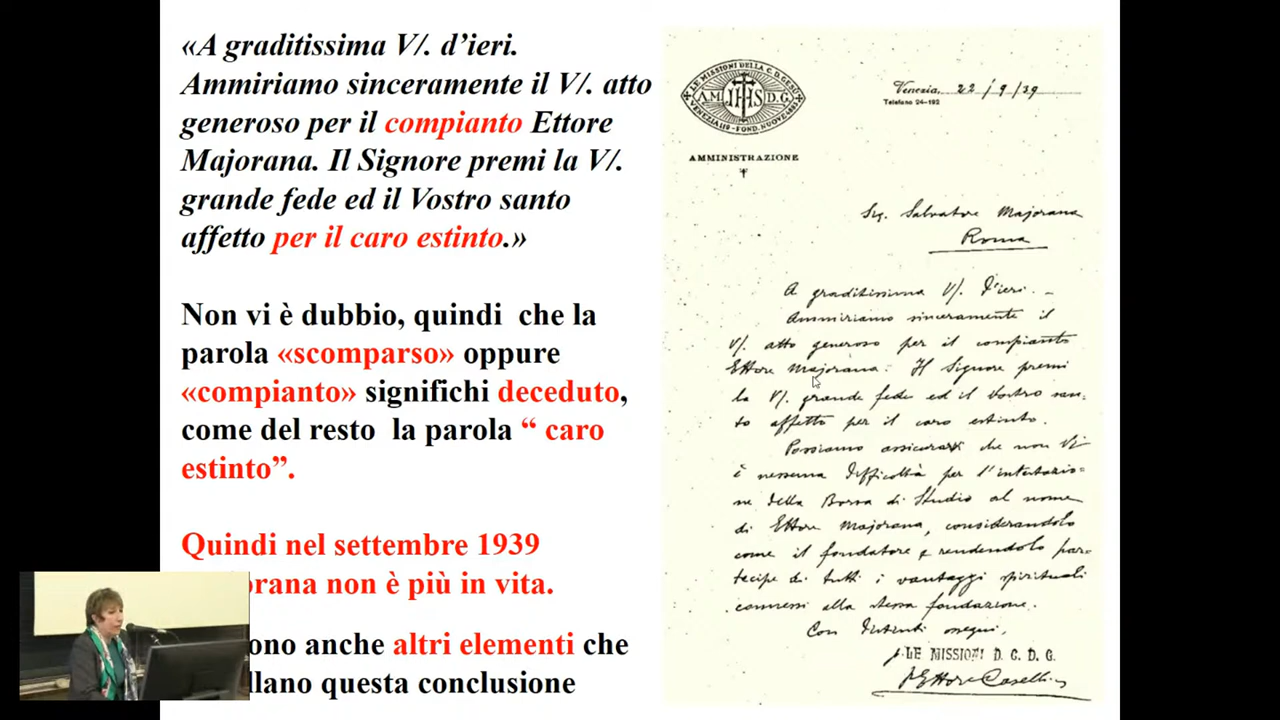 «A graditissima V/. d’ieri.
Ammiriamo sinceramente il V/. atto
generoso per il compianto Ettore
Majorana. Il Signore premi la V/.
grande fede ed il Vostro santo
affetto per il caro estinto.»
Non vi è dubbio, quindi che la
parola «scomparso» oppure
«compianto» significhi deceduto,
come del resto la parola “ caro
estinto”.
Quindi nel settembre 1939
orana non è più in vita.
ono anche altri elementi che
llano questa conclusione
LE MISSIONI DELLA C. D. GESÙ
A.M. IHS D.G.
VENEZIA
AMMINISTRAZIONE
Venezia, 22/9/39
Telefono 24-192
Sig. Salvatore Majorana
Roma
A graditissima V/. d'ieri. -
Ammiriamo sinceramente il
V/. atto generoso per il compianto
Ettore Majorana. Il Signore premi
la V/. grande fede ed il Vostro san-
to affetto per il caro estinto.
Possiamo assicurarVi che non Vi
è nessuna difficoltà per l'intestazio-
ne della Borsa di Studio al nome
di Ettore Majorana, considerandolo
come il fondatore e rendendolo par-
tecipe di tutti i vantaggi spirituali
connessi alla stessa fondazione.
Con distinti ossequi,
p. LE MISSIONI D. C. D. G.
Ettore Caselli